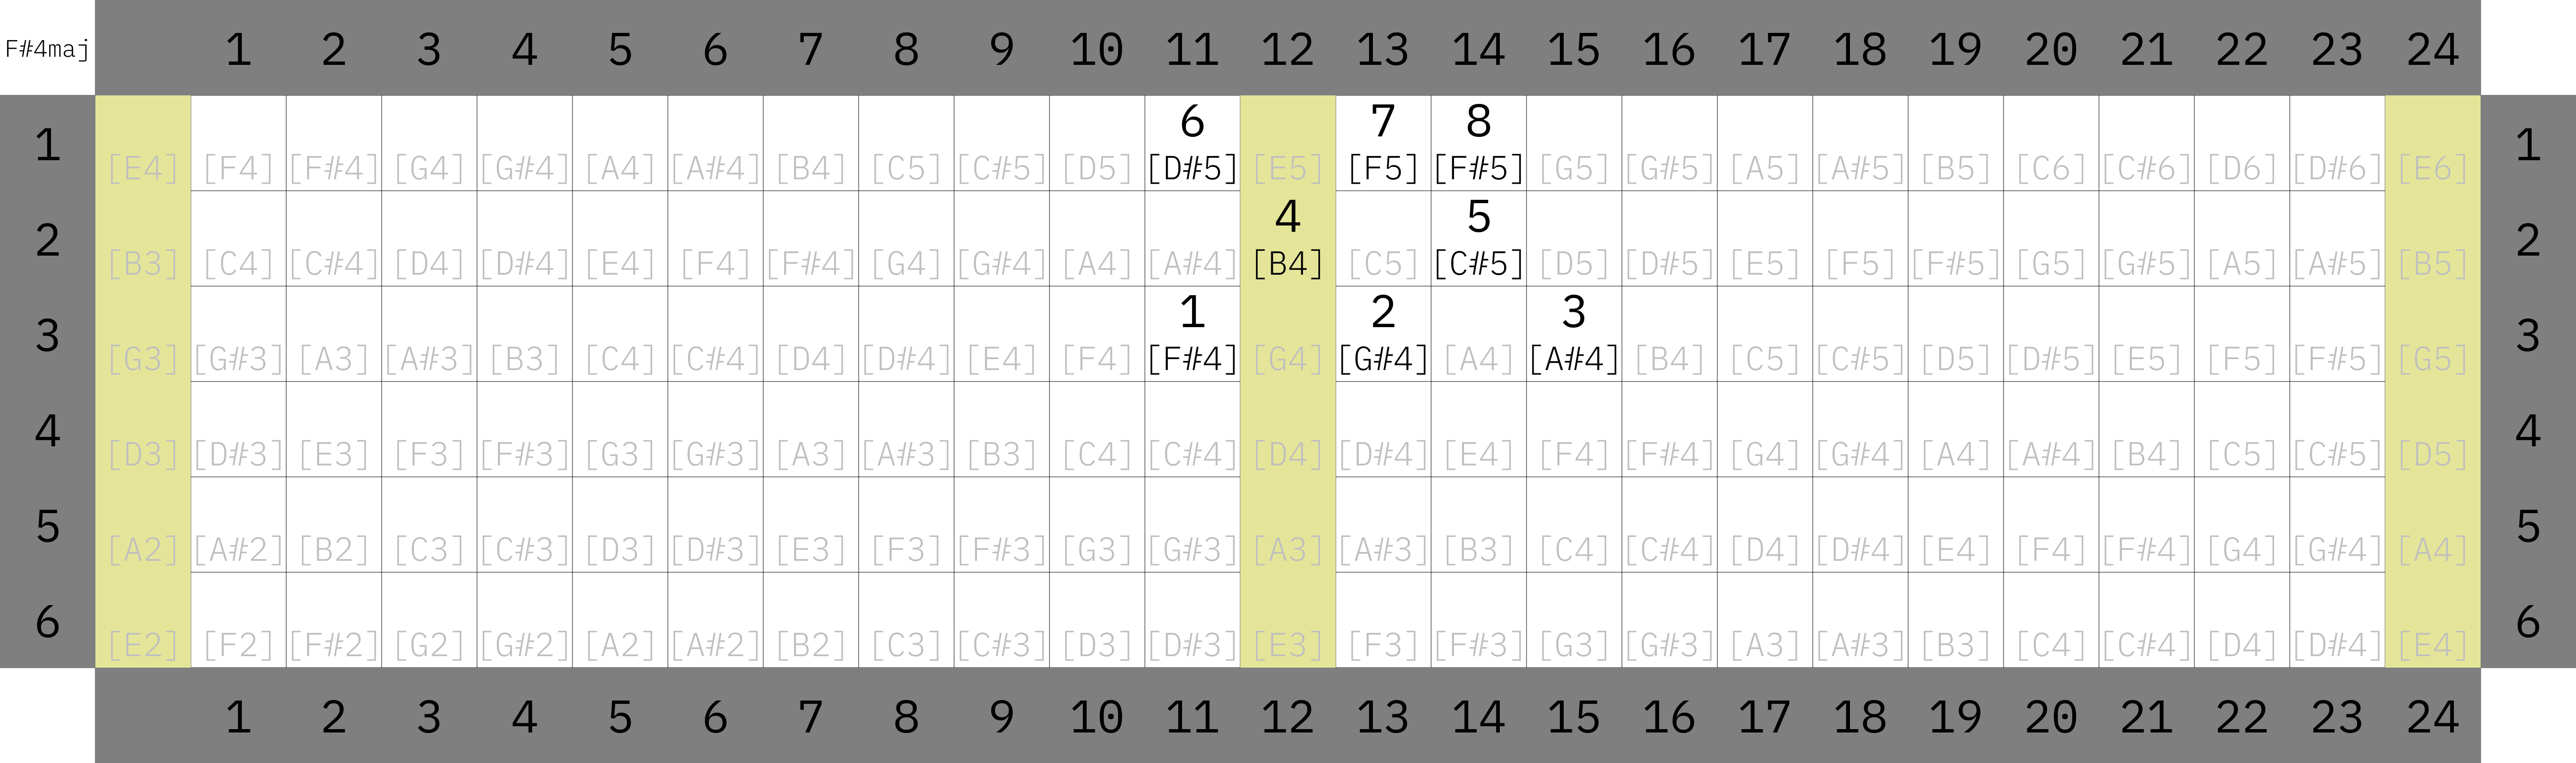 F#4maj 1 2 3 4 5 6 7 8 9 10 11 12 13 14 15 16 17 18 19 20 21 22 23 24
6 7 8
1 [E4] [F4] [F#4] [G4] [G#4] [A4] [A#4] [B4] [C5] [C#5] [D5] [D#5] [E5] [F5] [F#5] [G5] [G#5] [A5] [A#5] [B5] [C6] [C#6] [D6] [D#6] [E6] 1
4 5
2 [B3] [C4] [C#4] [D4] [D#4] [E4] [F4] [F#4] [G4] [G#4] [A4] [A#4] [B4] [C5] [C#5] [D5] [D#5] [E5] [F5] [F#5] [G5] [G#5] [A5] [A#5] [B5] 2
1 2 3
3 [G3] [G#3] [A3] [A#3] [B3] [C4] [C#4] [D4] [D#4] [E4] [F4] [F#4] [G4] [G#4] [A4] [A#4] [B4] [C5] [C#5] [D5] [D#5] [E5] [F5] [F#5] [G5] 3
4 [D3] [D#3] [E3] [F3] [F#3] [G3] [G#3] [A3] [A#3] [B3] [C4] [C#4] [D4] [D#4] [E4] [F4] [F#4] [G4] [G#4] [A4] [A#4] [B4] [C5] [C#5] [D5] 4
5 [A2] [A#2] [B2] [C3] [C#3] [D3] [D#3] [E3] [F3] [F#3] [G3] [G#3] [A3] [A#3] [B3] [C4] [C#4] [D4] [D#4] [E4] [F4] [F#4] [G4] [G#4] [A4] 5
6 [E2] [F2] [F#2] [G2] [G#2] [A2] [A#2] [B2] [C3] [C#3] [D3] [D#3] [E3] [F3] [F#3] [G3] [G#3] [A3] [A#3] [B3] [C4] [C#4] [D4] [D#4] [E4] 6
1 2 3 4 5 6 7 8 9 10 11 12 13 14 15 16 17 18 19 20 21 22 23 24